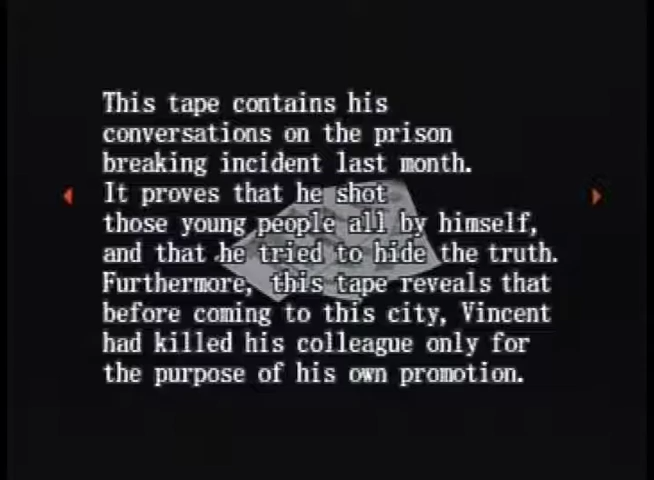 This tape contains his
conversations on the prison
breaking incident last month.
It proves that he shot
those young people all by himself,
and that he tried to hide the truth.
Furthermore, this tape reveals that
before coming to this city, Vincent
had killed his colleague only for
the purpose of his own promotion.